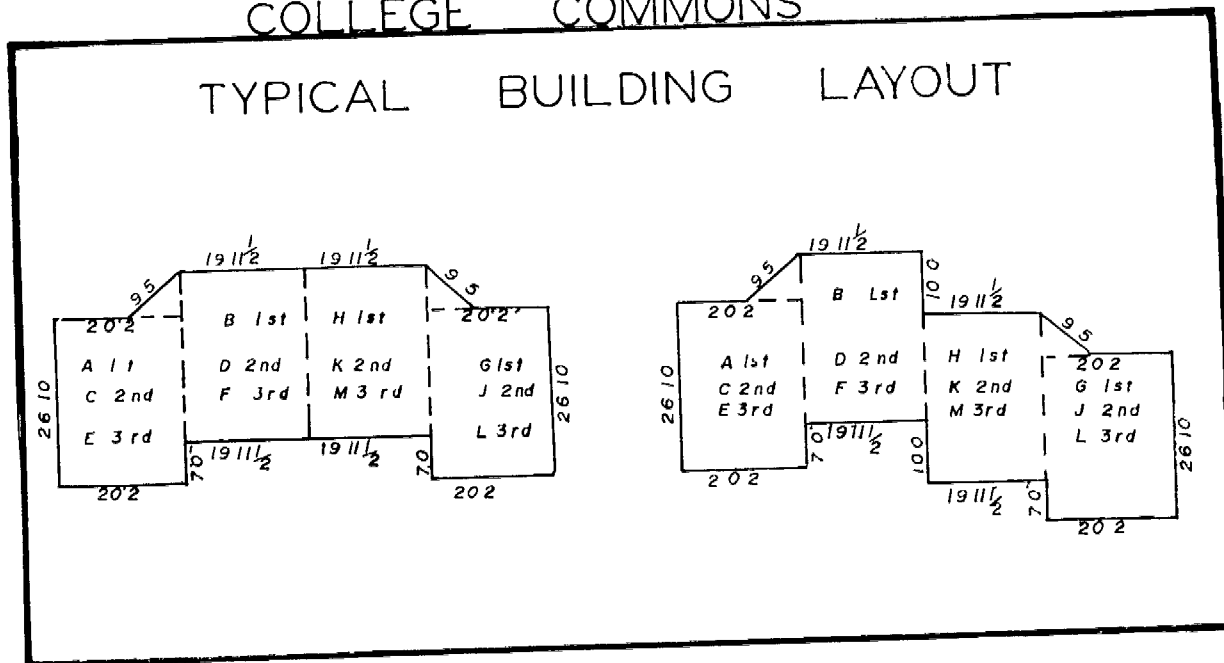 COLLEGE COMMONS
TYPICAL BUILDING LAYOUT
19 11 1/2
19 11 1/2
9 5
9 5
20'2
20'2'
B 1st
H 1st
A 1 t
D 2nd
K 2nd
G 1st
C 2nd
F 3rd
M 3 rd
J 2nd
E 3rd
L 3rd
26 10
26 10
7 0'
19 11 1/2
19 11 1/2
7 0
20'2
20 2
19 11 1/2
9 5
10 0
B 1st
19 11 1/2
9 5
20 2
A 1st
D 2nd
H 1st
20 2
C 2nd
F 3rd
K 2nd
G 1st
E 3rd
M 3rd
J 2nd
L 3rd
26 10
26 10
7 0'
19 11 1/2
10 0
20 2
19 11 1/2
7 0'
20 2